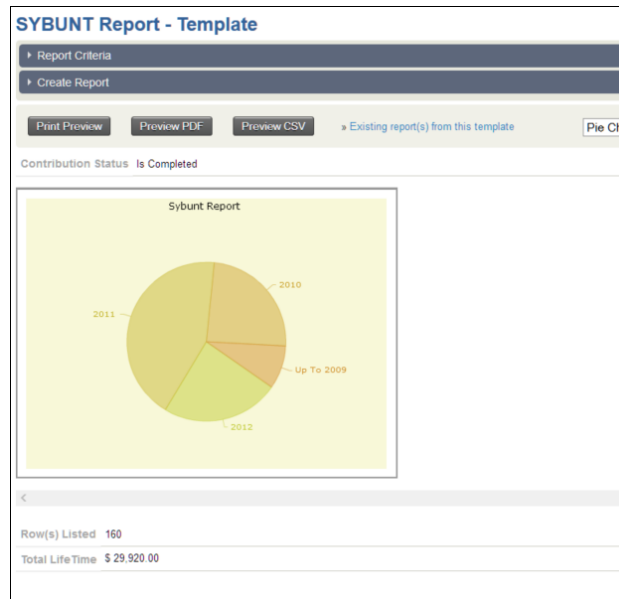 SYBUNT Report - Template
Report Criteria
Create Report
Print Preview Preview PDF Preview CSV » Existing report(s) from this template Pie Ch
Contribution Status Is Completed
Sybunt Report
2010
2011
Up To 2009
2012
Row(s) Listed 160
Total LifeTime $ 29,920.00